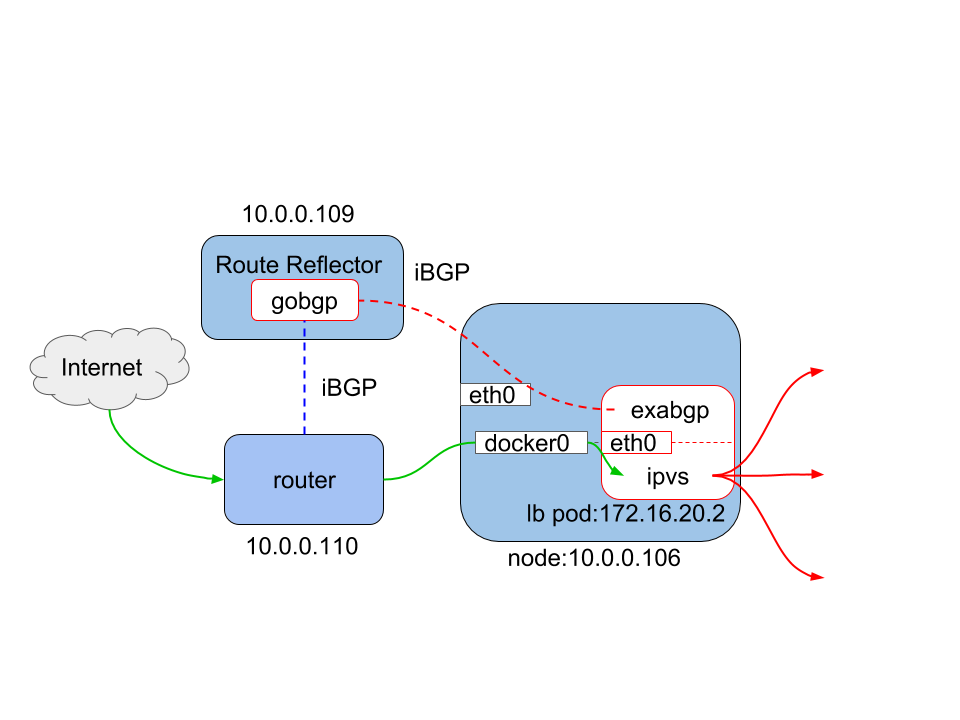 10.0.0.109
Route Reflector
iBGP
gobgp
Internet
iBGP
eth0
exabgp
docker0
eth0
router
ipvs
lb pod:172.16.20.2
10.0.0.110
node:10.0.0.106